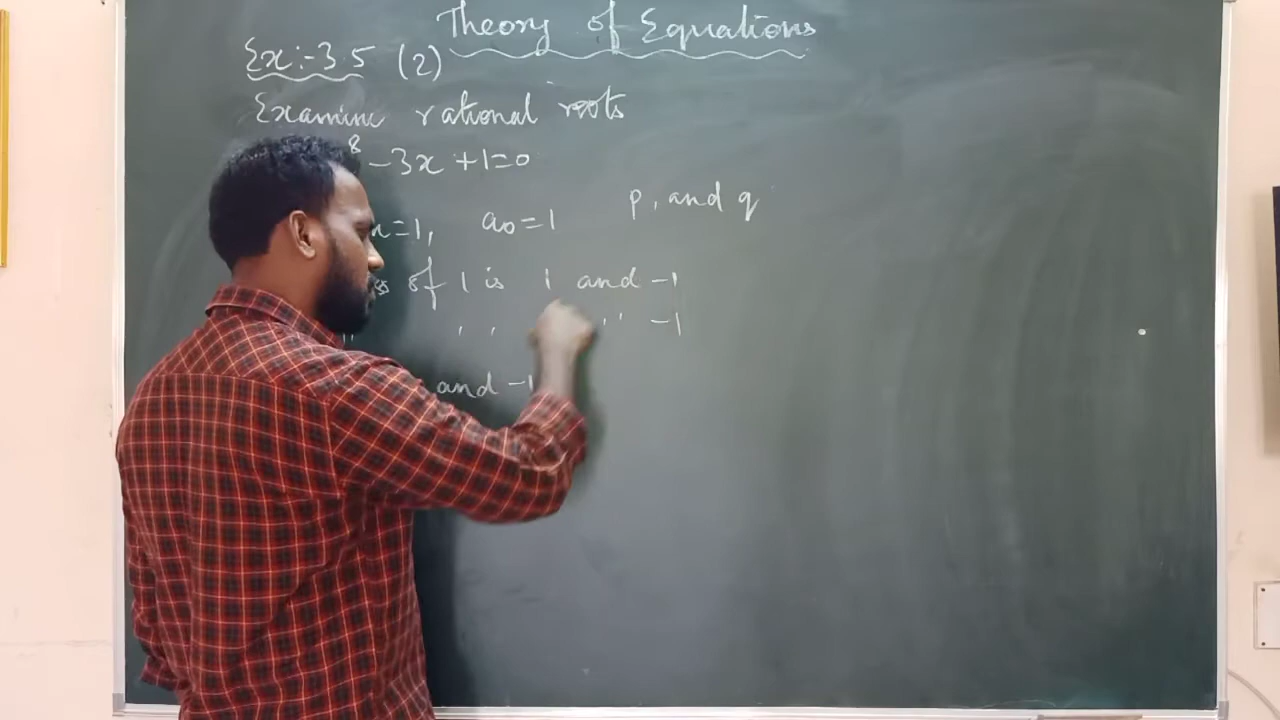 Theory of Equations
Ex:-3.5 (2)
Examine rational roots
8 -3x +1=0
n=1, a0=1 p, and q
s of 1 is 1 and -1
,, , , ,, -1
and -1